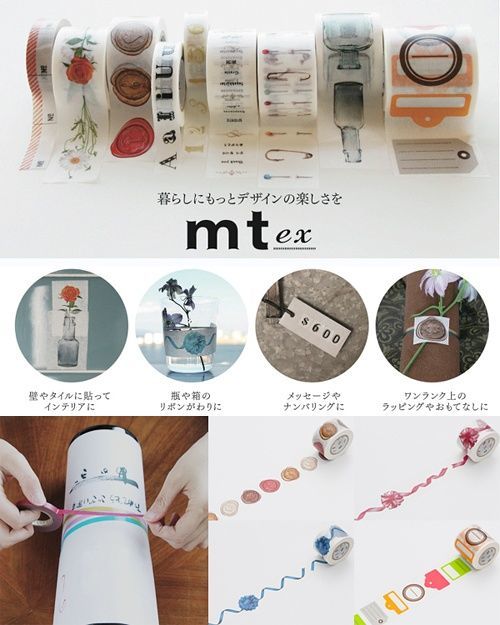 暮らしにもっとデザインの楽しさを
mt ex
$600
壁やタイルに貼って
インテリアに
瓶や箱の
リボンがわりに
メッセージや
ナンバリングに
ワンランク上の
ラッピングやおもてなしに